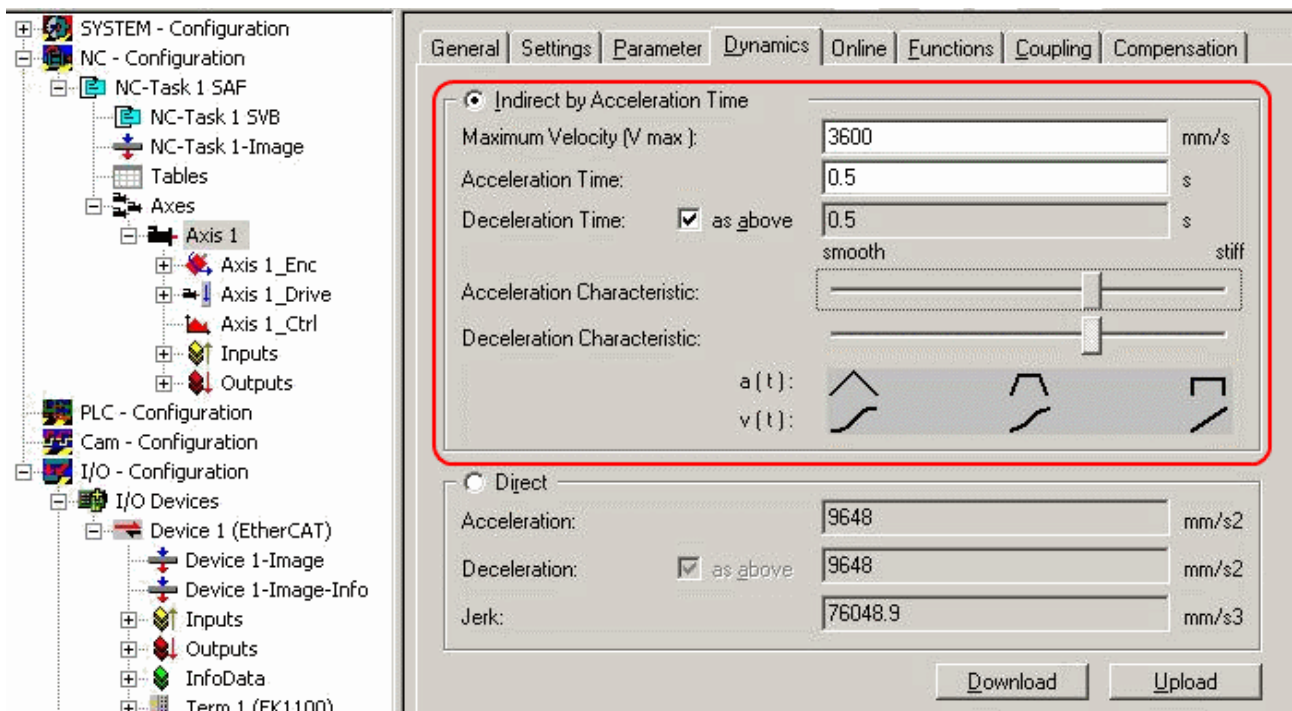 SYSTEM - Configuration
NC - Configuration
NC-Task 1 SAF
NC-Task 1 SVB
NC-Task 1-Image
Tables
Axes
Axis 1
Axis 1_Enc
Axis 1_Drive
Axis 1_Ctrl
Inputs
Outputs
PLC - Configuration
Cam - Configuration
I/O - Configuration
I/O Devices
Device 1 (EtherCAT)
Device 1-Image
Device 1-Image-Info
Inputs
Outputs
InfoData
Term 1 (EK1100)
General Settings Parameter Dynamics Online Functions Coupling Compensation
Indirect by Acceleration Time
Maximum Velocity (V max ): 3600 mm/s
Acceleration Time: 0.5 s
Deceleration Time: as above 0.5 s
smooth stiff
Acceleration Characteristic:
Deceleration Characteristic:
a ( t ) :
v ( t ) :
Direct
Acceleration: 9648 mm/s2
Deceleration: as above 9648 mm/s2
Jerk: 76048.9 mm/s3
Download Upload